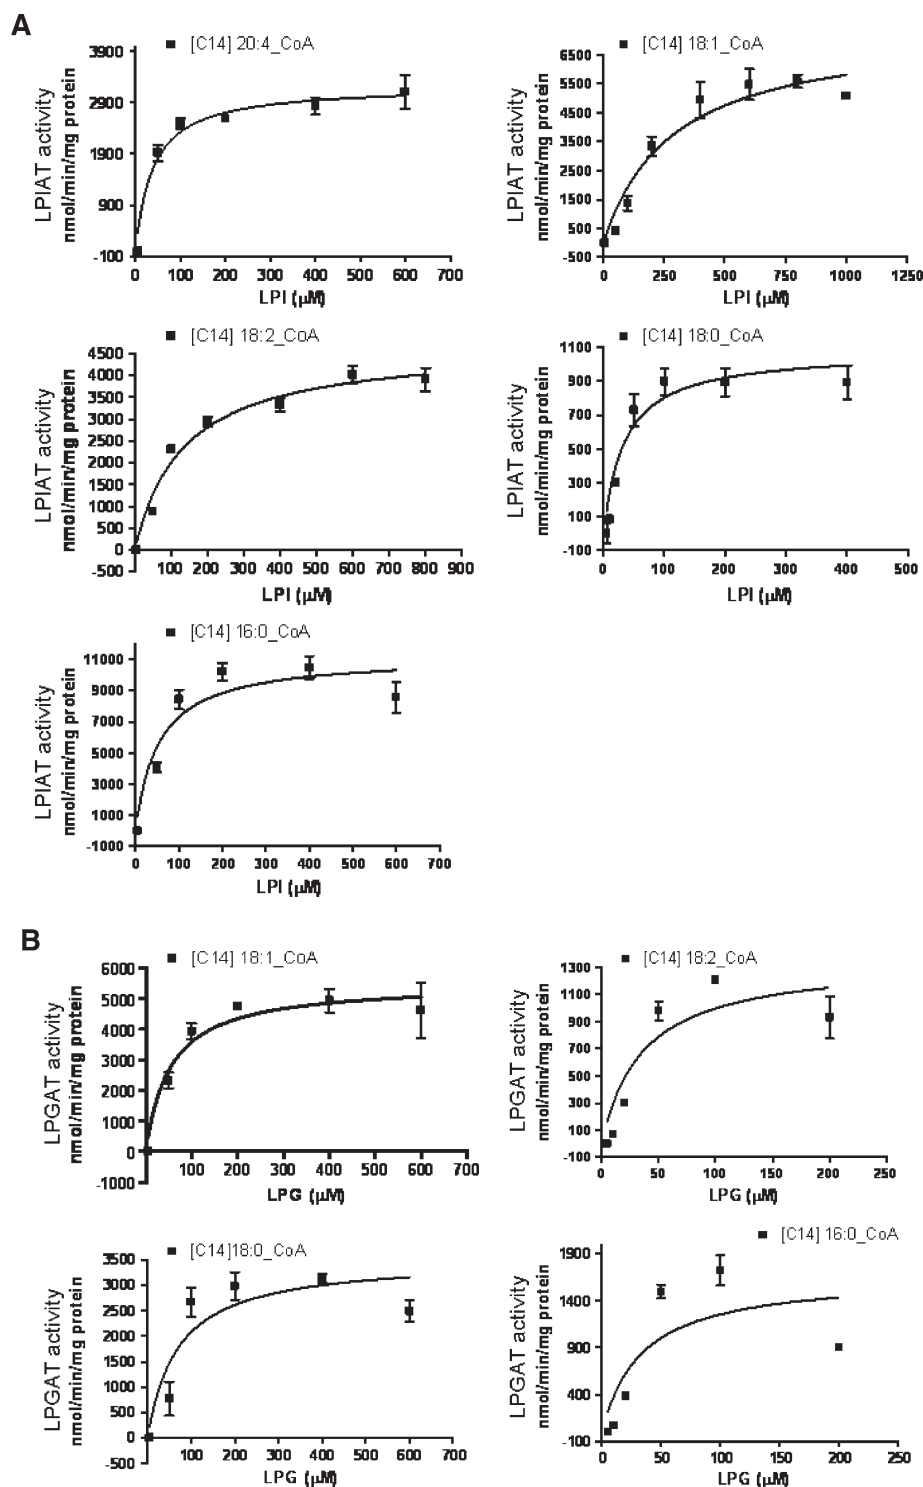 A
[C14] 20:4_CoA
LPIAT activity
nmol/min/mg protein
3900
2900
1900
900
-100
0 100 200 300 400 500 600 700
LPI (µM)
[C14] 18:1_CoA
LPIAT activity
nmol/min/mg protein
6500
5500
4500
3500
2500
1500
500
-500
0 250 500 750 1000 1250
LPI (µM)
[C14] 18:2_CoA
LPIAT activity
nmol/min/mg protein
4500
4000
3500
3000
2500
2000
1500
1000
500
0
-500
100 200 300 400 500 600 700 800 900
LPI (µM)
[C14] 18:0_CoA
LPIAT activity
nmol/min/mg protein
1100
900
700
500
300
100
-100
0 100 200 300 400 500
LPI (µM)
[C14] 16:0_CoA
LPIAT activity
nmol/min/mg protein
11000
9000
7000
5000
3000
1000
-1000
0 100 200 300 400 500 600 700
LPI (µM)
B
[C14] 18:1_CoA
LPGAT activity
nmol/min/mg protein
6000
5000
4000
3000
2000
1000
0
-1000
100 200 300 400 500 600 700
LPG (µM)
[C14] 18:2_CoA
LPGAT activity
nmol/min/mg protein
1300
1100
900
700
500
300
100
-100
0 50 100 150 200 250
LPG (µM)
[C14]18:0_CoA
LPGAT activity
nmol/min/mg protein
3500
3000
2500
2000
1500
1000
500
0
-500
100 200 300 400 500 600 700
LPG (µM)
[C14] 16:0_CoA
LPGAT activity
nmol/min/mg protein
1900
1400
900
400
-100
0 50 100 150 200 250
LPG (µM)